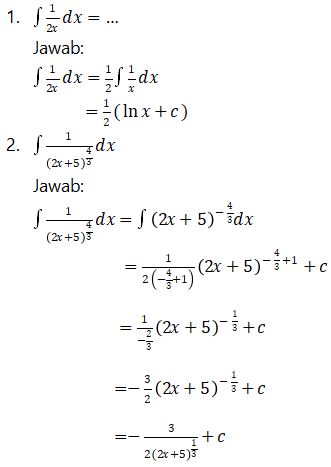 1. ∫ 1/2x dx = ...
Jawab:
∫ 1/2x dx = 1/2 ∫ 1/x dx
= 1/2 (ln x + c)
2. ∫ 1/(2x+5)^(4/3) dx
Jawab:
∫ 1/(2x+5)^(4/3) dx = ∫ (2x + 5)^(-4/3) dx
= 1/(2(-4/3+1)) (2x + 5)^(-4/3+1) + c
= 1/(-2/3) (2x + 5)^(-1/3) + c
= -3/2 (2x + 5)^(-1/3) + c
= - 3/(2(2x+5)^(1/3)) + c